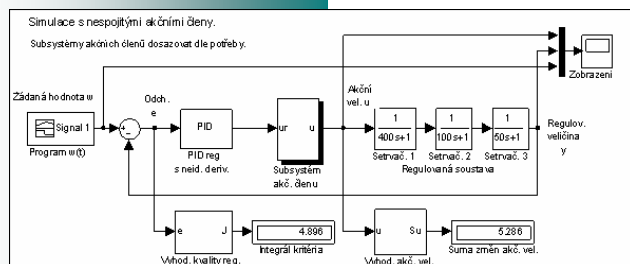 Simulace s nespojitými akčními členy.
Subsystémy akčních členů dosazovat dle potřeby.
Žádaná hodnota w
Signal 1
Program w(t)
Odch.
e
+
-
PID
PID reg
s neid. deriv.
ur u
Subsystém
akč. členu
Akční
vel. u
1
400s+1
Setrvač. 1
1
100s+1
Setrvač. 2
1
50s+1
Setrvač. 3
Regulovaná soustava
Regulov.
veličina
y
Zobrazení
e J
Vyhod. kvality reg.
4.896
Integrál kritéria
u Su
Vyhod. akč. vel.
5.286
Suma změn akč. vel.